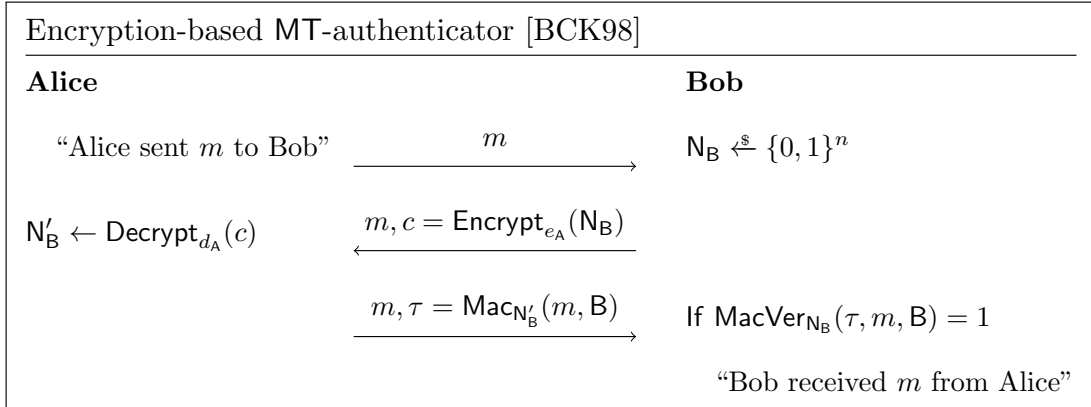 Encryption-based MT-authenticator [BCK98]
Alice Bob
“Alice sent m to Bob” m N_B ←$ {0, 1}^n
N′_B ← Decrypt_{d_A}(c) m, c = Encrypt_{e_A}(N_B)
m, τ = Mac_{N′_B}(m, B) If MacVer_{N_B}(τ, m, B) = 1
“Bob received m from Alice”